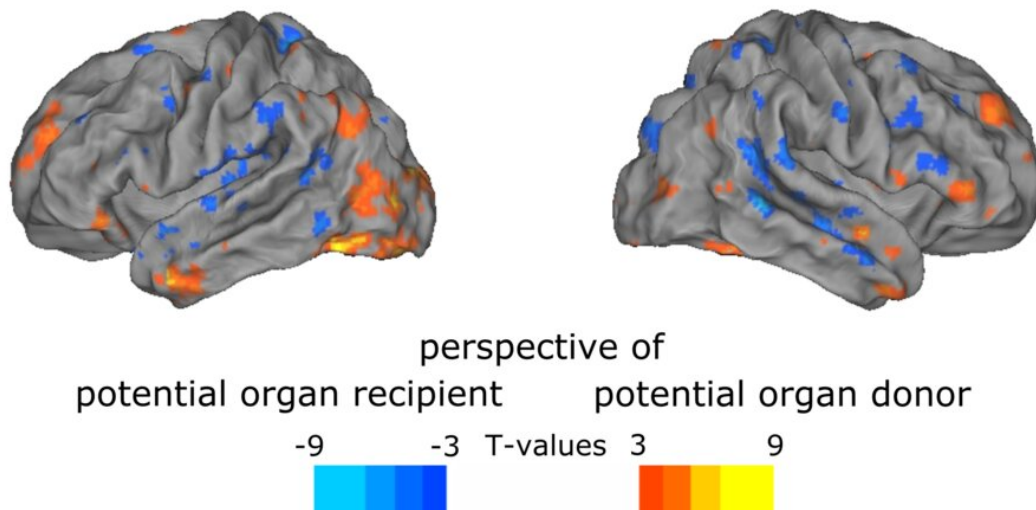 perspective of
potential organ recipient potential organ donor
-9 -3 T-values 3 9